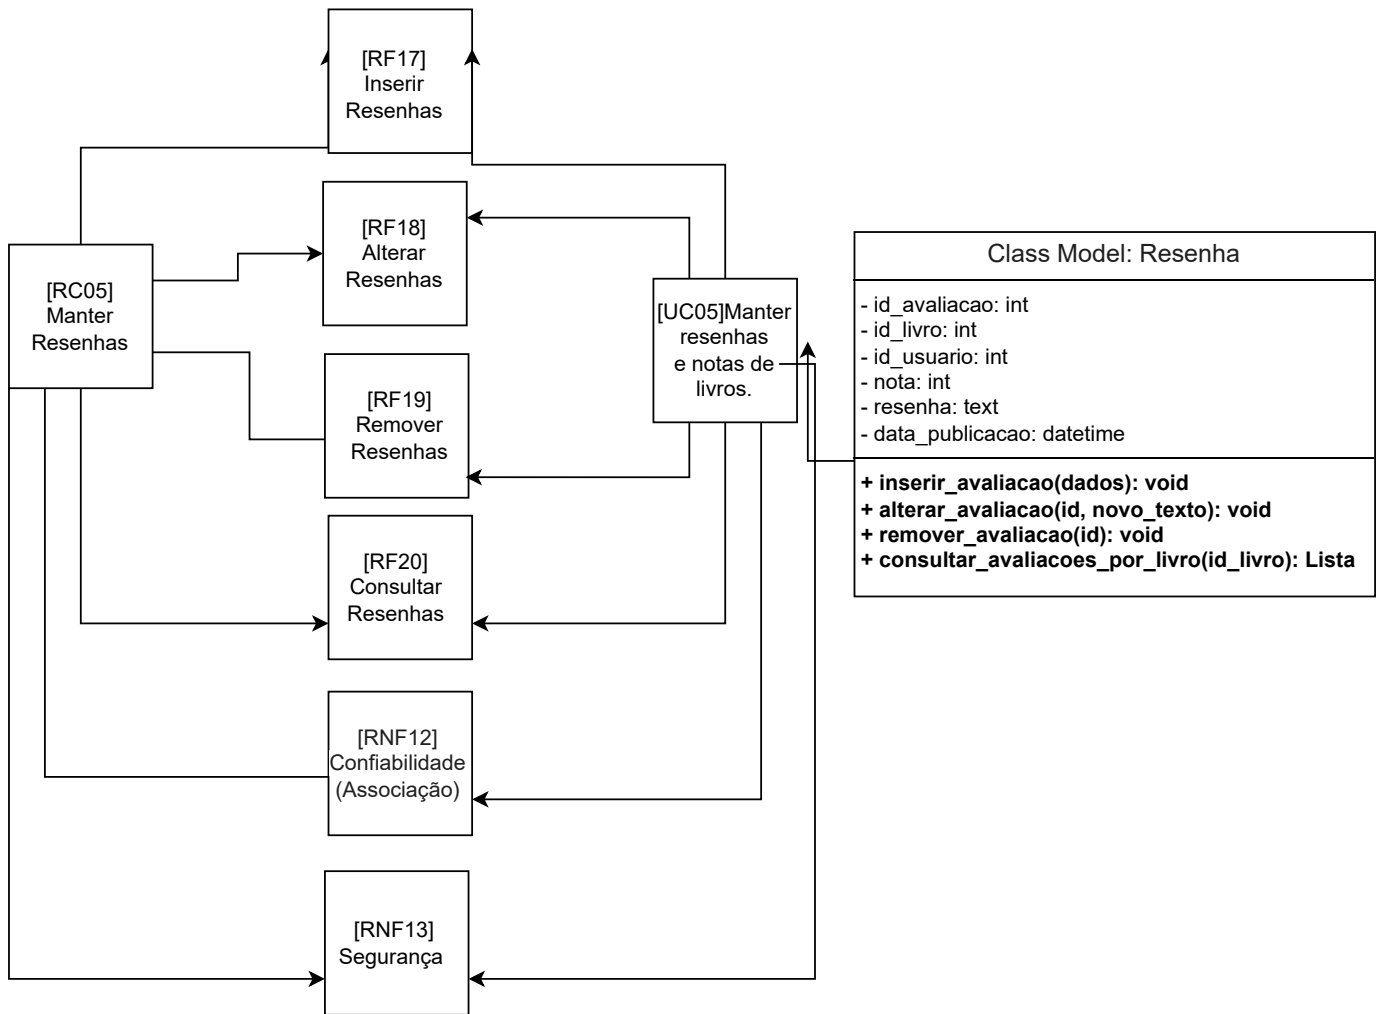 [RF17]
Inserir
Resenhas
[RF18]
Alterar
Resenhas
[RC05]
Manter
Resenhas
[RF19]
Remover
Resenhas
[RF20]
Consultar
Resenhas
[RNF12]
Confiabilidade
(Associação)
[RNF13]
Segurança
[UC05]Manter
resenhas
e notas de
livros.
Class Model: Resenha
- id_avaliacao: int
- id_livro: int
- id_usuario: int
- nota: int
- resenha: text
- data_publicacao: datetime
+ inserir_avaliacao(dados): void
+ alterar_avaliacao(id, novo_texto): void
+ remover_avaliacao(id): void
+ consultar_avaliacoes_por_livro(id_livro): Lista